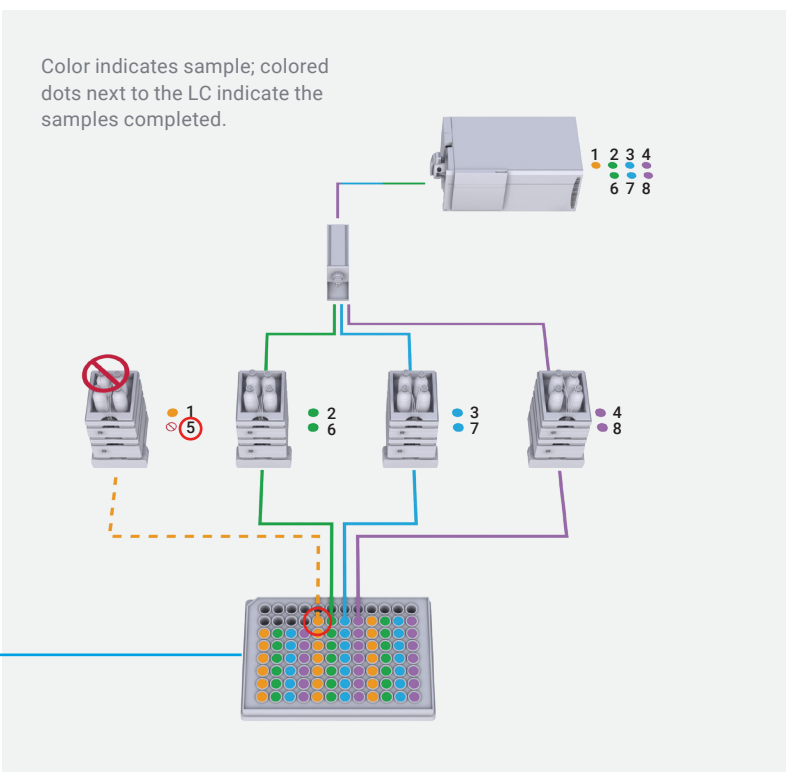 Color indicates sample; colored
dots next to the LC indicate the
samples completed.
1 2 3 4
6 7 8
1
5
2
6
3
7
4
8